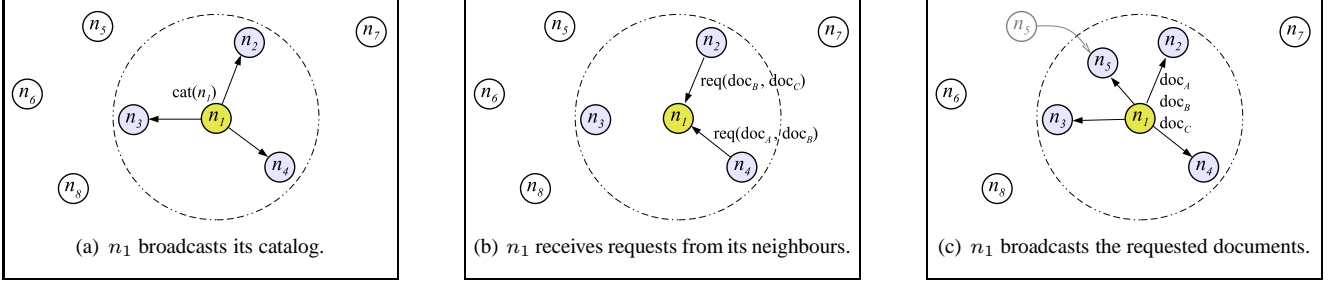 n5
n2
n7
n6
cat(n1)
n3
n1
n4
n8
(a) n1 broadcasts its catalog.
n5
n2
n7
req(docB, docC)
n6
n3
n1
req(docA, docB)
n4
n8
(b) n1 receives requests from its neighbours.
n5
n2
n7
n5
docA
n6
docB
n3
n1
docC
n4
n8
(c) n1 broadcasts the requested documents.